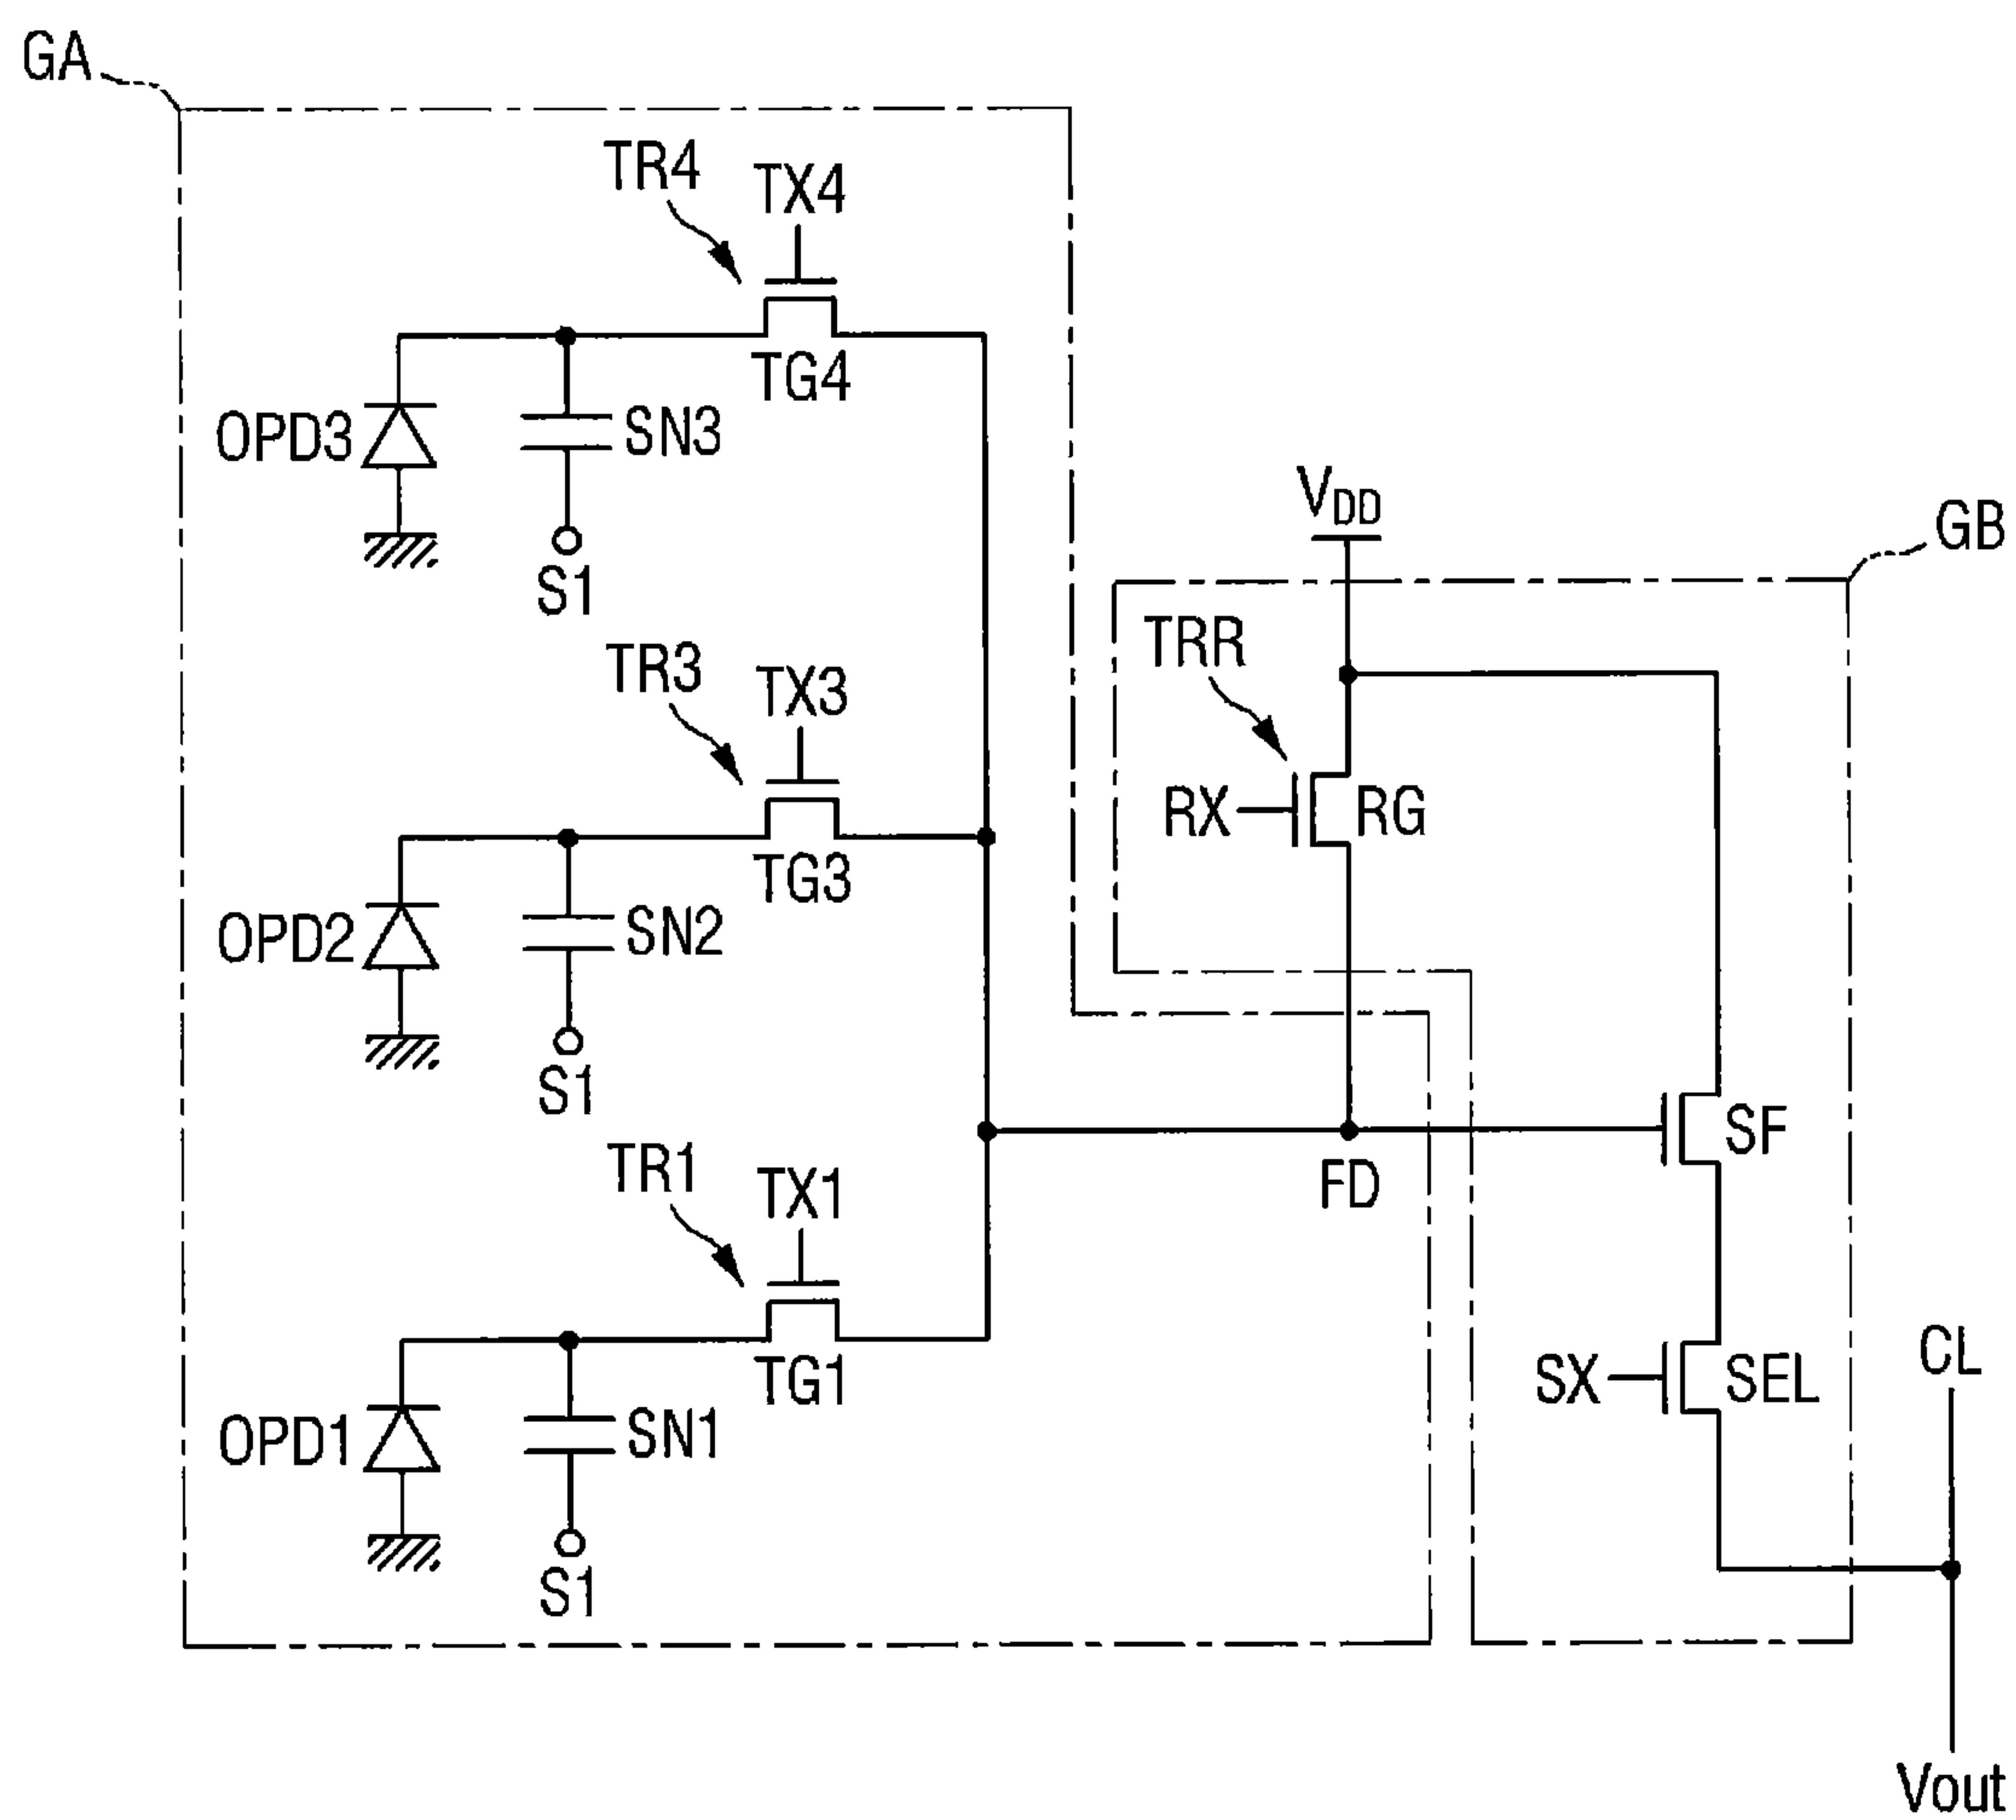 GA
TR4
TX4
TG4
OPD3
SN3
S1
TR3
TX3
TG3
OPD2
SN2
S1
TR1
TX1
TG1
OPD1
SN1
S1
VDD
GB
TRR
RX
RG
FD
SF
SX
SEL
CL
Vout